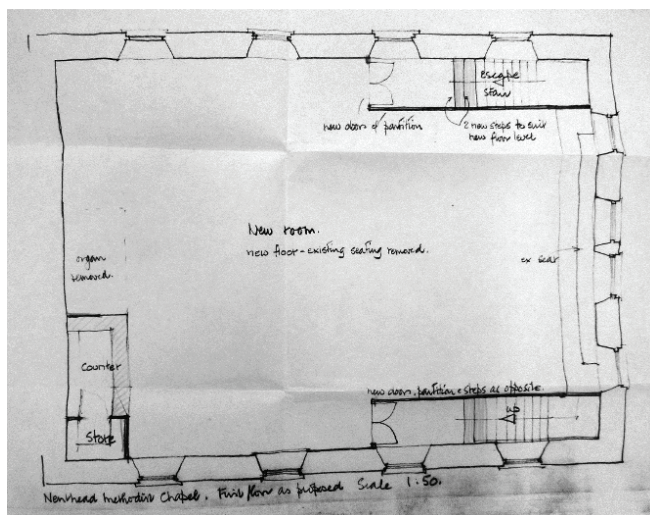 escape
stair
new doors & partition
2 new steps to suit
new floor level
New room.
new floor - existing seating removed.
organ
removed.
ex seat
Counter
new doors, partition & steps as opposite.
Store
Nenthead Methodist Chapel. First floor as proposed Scale 1:50.